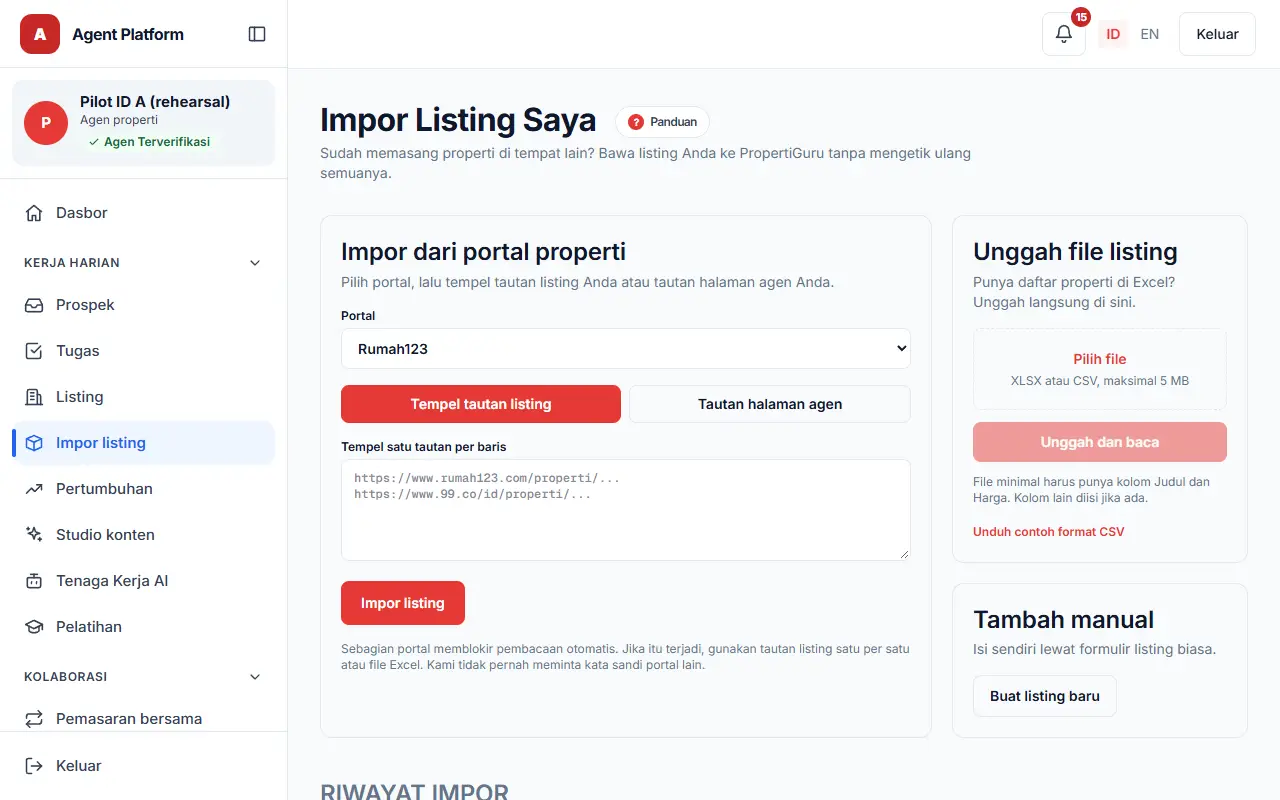 A
Agent Platform
15
ID
EN
Keluar
P
Pilot ID A (rehearsal)
Agen properti
Agen Terverifikasi
Dasbor
KERJA HARIAN
Prospek
Tugas
Listing
Impor listing
Pertumbuhan
Studio konten
Tenaga Kerja AI
Pelatihan
KOLABORASI
Pemasaran bersama
Keluar
Impor Listing Saya
? Panduan
Sudah memasang properti di tempat lain? Bawa listing Anda ke PropertiGuru tanpa mengetik ulang
semuanya.
Impor dari portal properti
Pilih portal, lalu tempel tautan listing Anda atau tautan halaman agen Anda.
Portal
Rumah123
Tempel tautan listing
Tautan halaman agen
Tempel satu tautan per baris
https://www.rumah123.com/properti/...
https://www.99.co/id/properti/...
Impor listing
Sebagian portal memblokir pembacaan otomatis. Jika itu terjadi, gunakan tautan listing satu per satu
atau file Excel. Kami tidak pernah meminta kata sandi portal lain.
Unggah file listing
Punya daftar properti di Excel?
Unggah langsung di sini.
Pilih file
XLSX atau CSV, maksimal 5 MB
Unggah dan baca
File minimal harus punya kolom Judul dan
Harga. Kolom lain diisi jika ada.
Unduh contoh format CSV
Tambah manual
Isi sendiri lewat formulir listing biasa.
Buat listing baru
RIWAYAT IMPOR